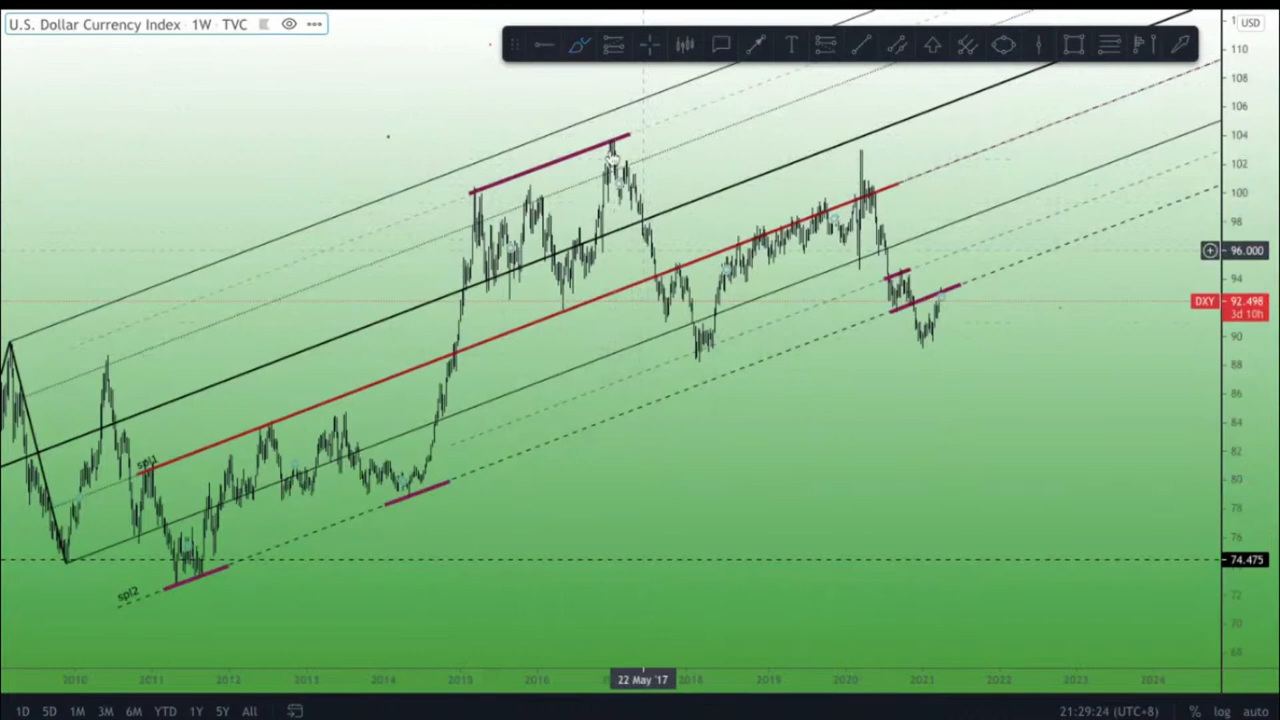 U.S. Dollar Currency Index · 1W · TVC
USD
110
108
106
104
102
100
98
96.000
94
DXY 92.498
3d 10h
90
88
86
84
82
80
78
76
74.475
72
70
68
spl1
spl2
2010 2011 2012 2013 2014 2015 2016 22 May '17 2018 2019 2020 2021 2022 2023 2024
1D 5D 1M 3M 6M YTD 1Y 5Y All 21:29:24 (UTC+8) % log auto